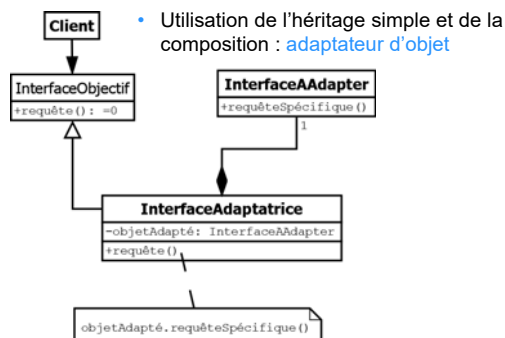 Client
• Utilisation de l’héritage simple et de la
composition : adaptateur d’objet
InterfaceObjectif
+requête(): =0
InterfaceAAdapter
+requêteSpécifique()
1
InterfaceAdaptatrice
-objetAdapté: InterfaceAAdapter
+requête()
objetAdapté.requêteSpécifique()